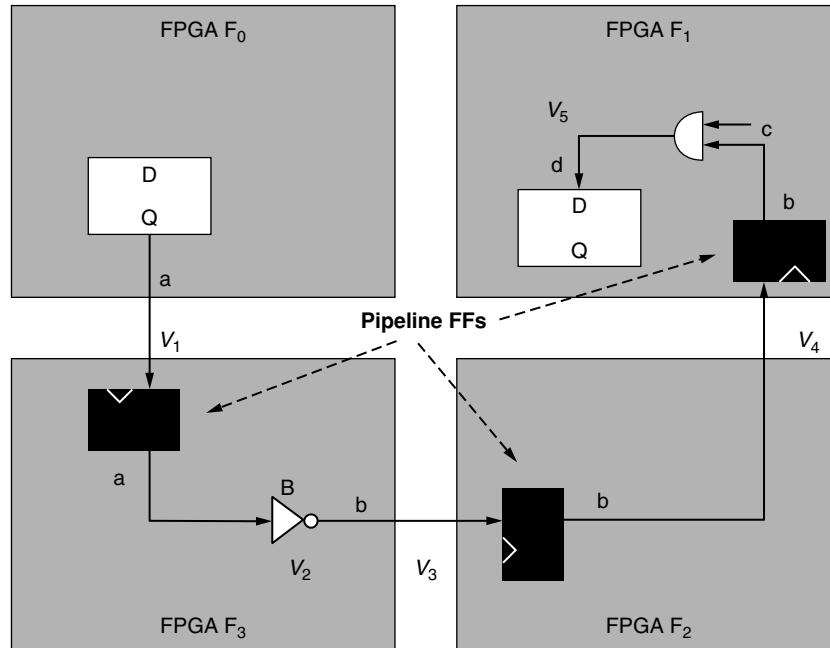 FPGA F₀
FPGA F₁
V₅
c
D
d
Q
D
b
a
Q
Pipeline FFs
V₁
V₄
a
B
b
b
V₂
V₃
FPGA F₃
FPGA F₂